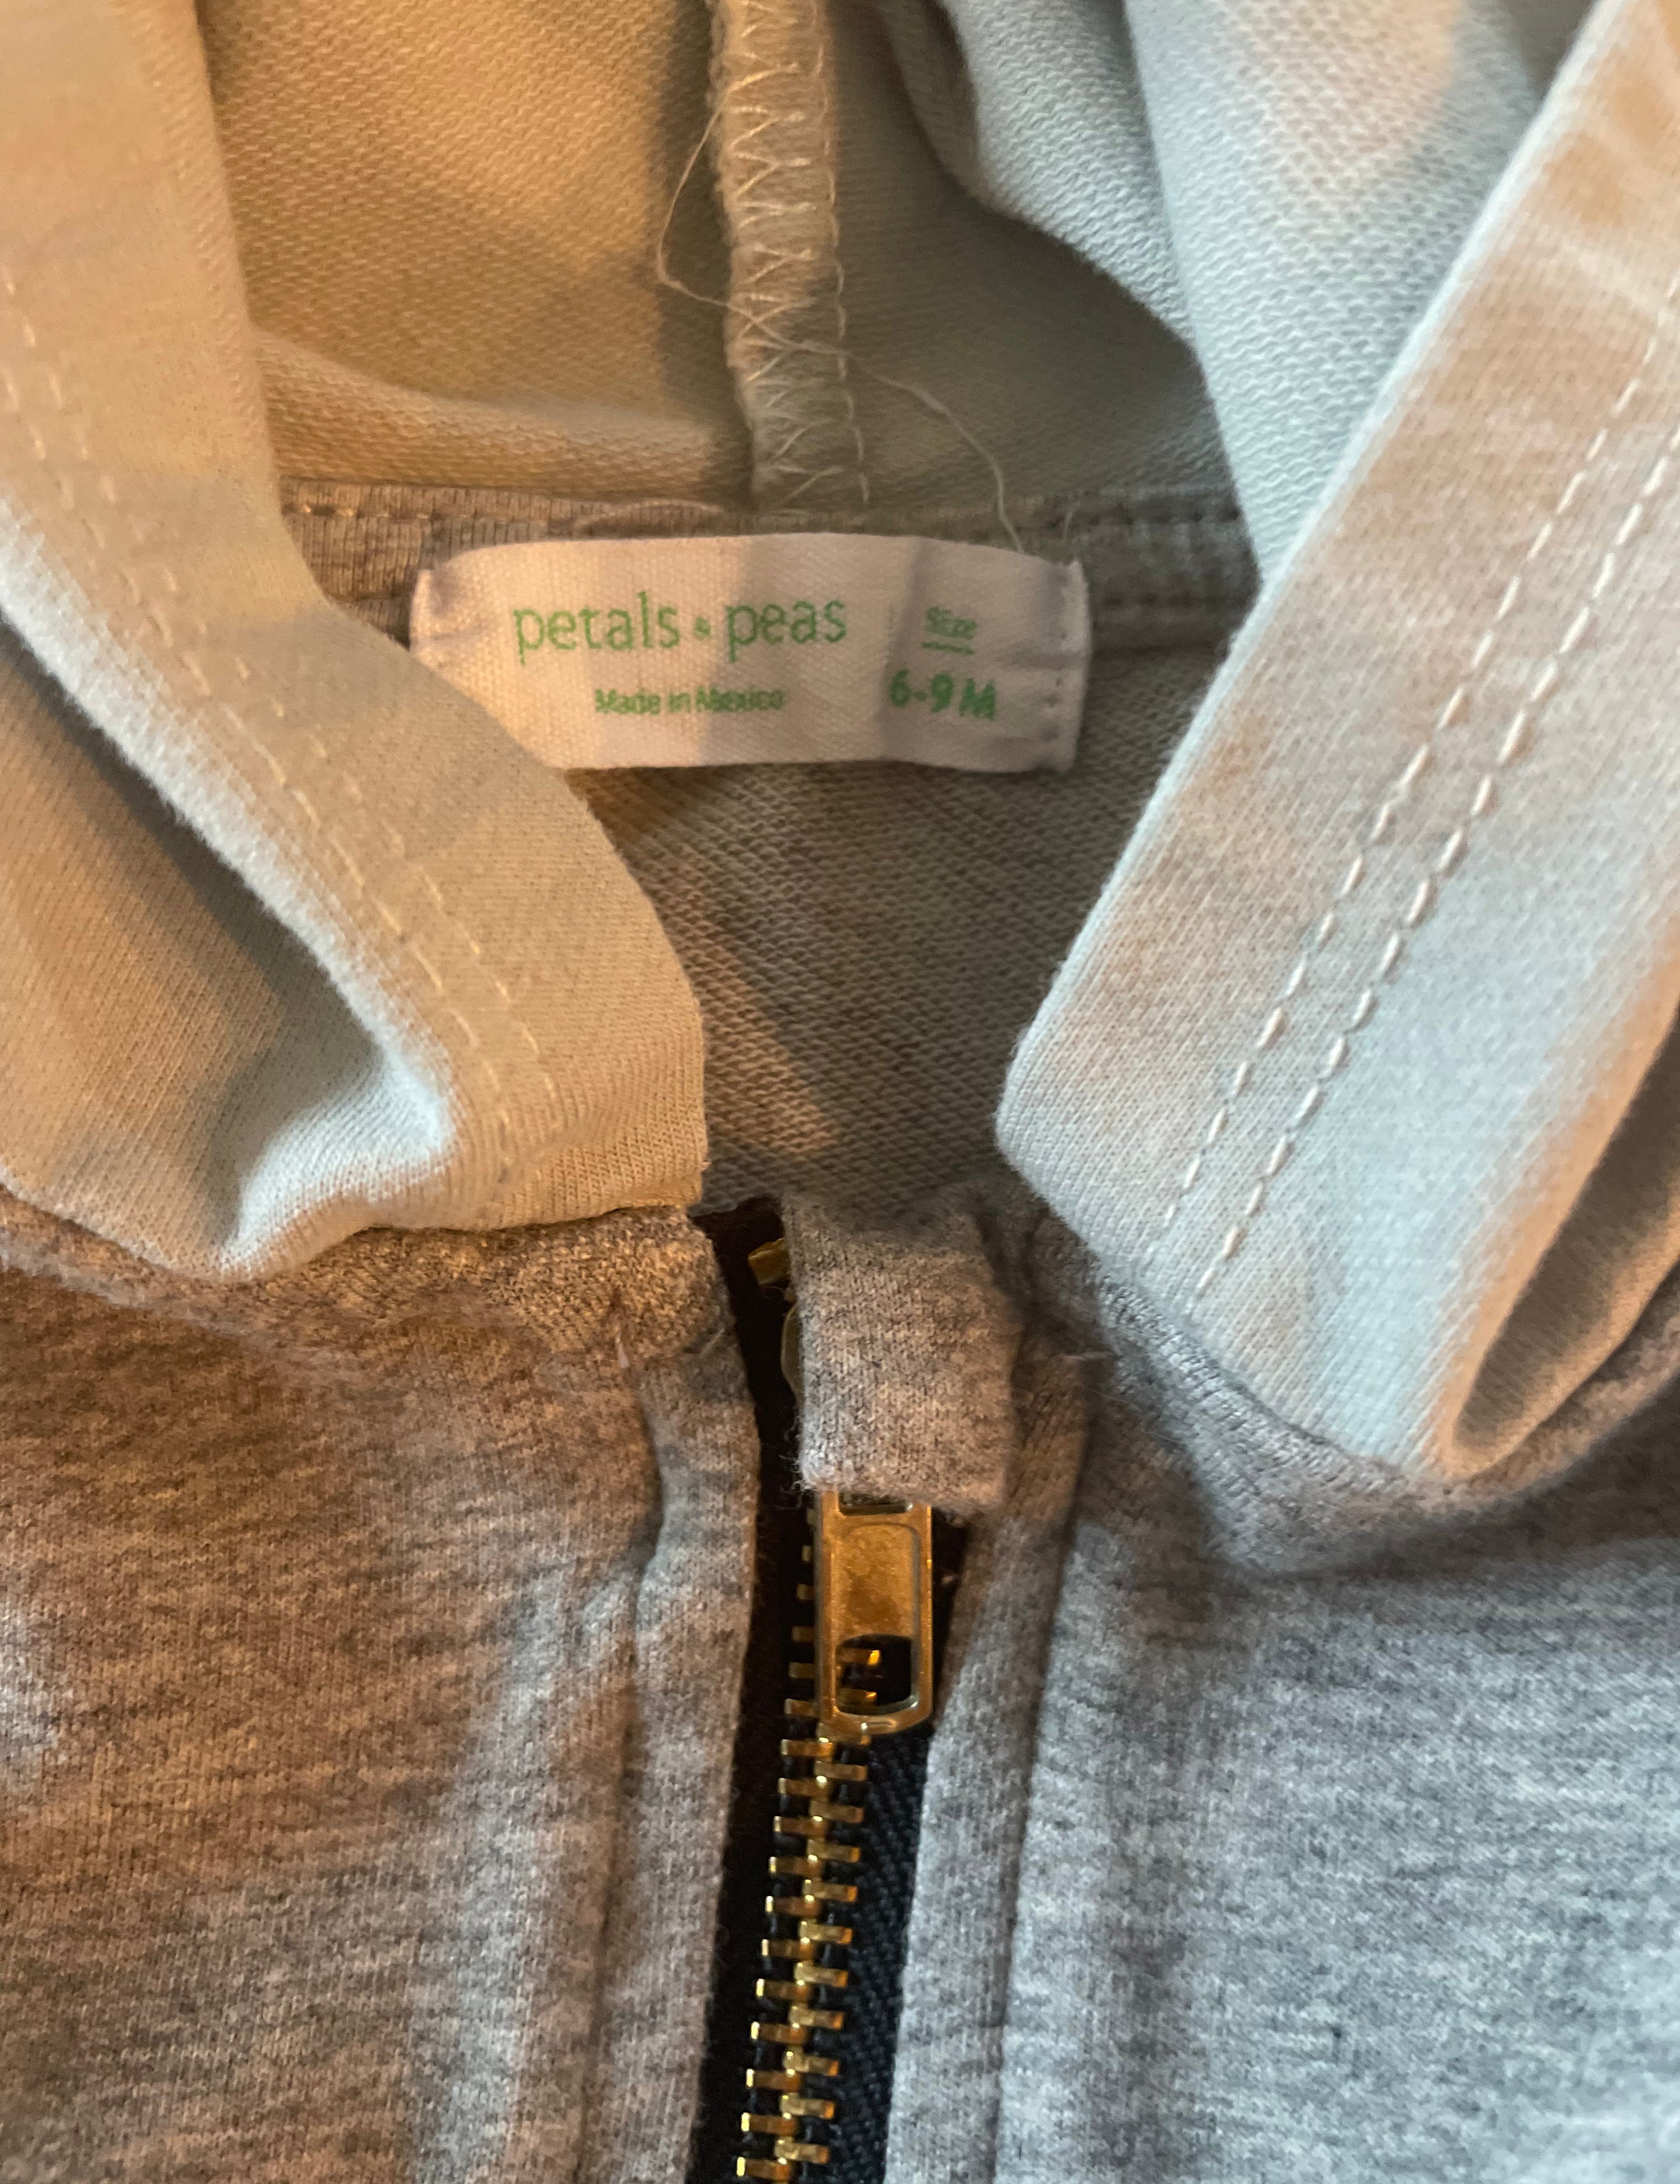 petals & peas
Made in Mexico
Size
6-9 M